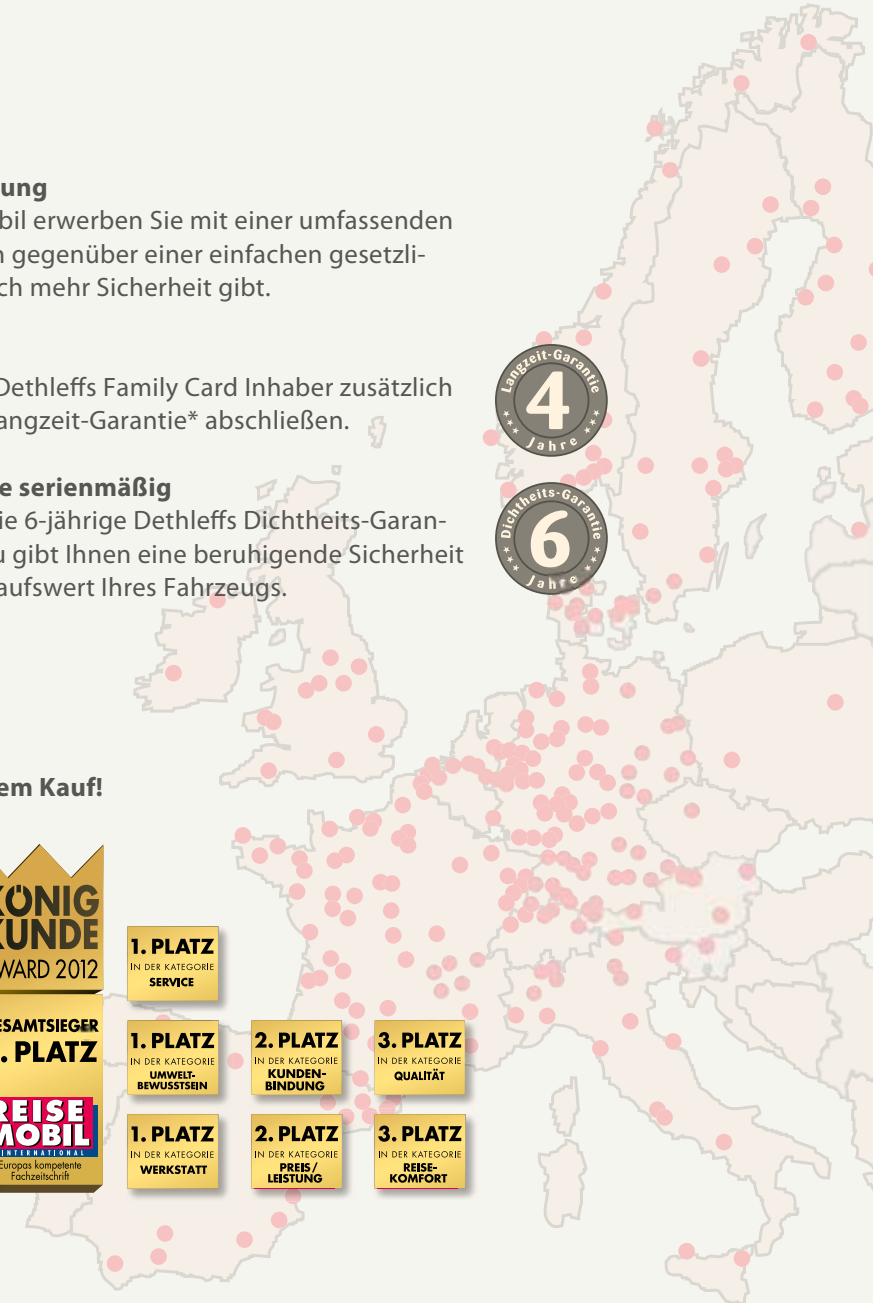 ung
bil erwerben Sie mit einer umfassenden
n gegenüber einer einfachen gesetzli-
ch mehr Sicherheit gibt.
Dethleffs Family Card Inhaber zusätzlich
angzeit-Garantie* abschließen.
Langzeit-Garantie
4
Jahre
e serienmäßig
ie 6-jährige Dethleffs Dichtheits-Garan-
u gibt Ihnen eine beruhigende Sicherheit
aufswert Ihres Fahrzeugs.
Dichtheits-Garantie
6
Jahre
em Kauf!
KÖNIG
KUNDE
WARD 2012
ESAMTSIEGER
. PLATZ
REISE
MOBIL
INTERNATIONAL
Europas kompetente
Fachzeitschrift
1. PLATZ
IN DER KATEGORIE
SERVICE
1. PLATZ
IN DER KATEGORIE
UMWELT-
BEWUSSTSEIN
2. PLATZ
IN DER KATEGORIE
KUNDEN-
BINDUNG
3. PLATZ
IN DER KATEGORIE
QUALITÄT
1. PLATZ
IN DER KATEGORIE
WERKSTATT
2. PLATZ
IN DER KATEGORIE
PREIS/
LEISTUNG
3. PLATZ
IN DER KATEGORIE
REISE-
KOMFORT